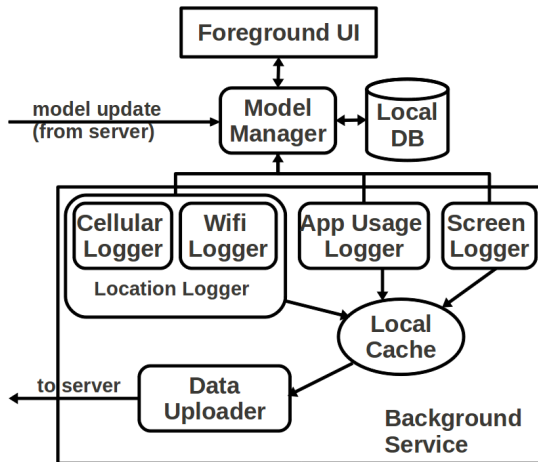 Foreground UI
model update
(from server)
Model
Manager
Local
DB
Cellular
Logger
Wifi
Logger
App Usage
Logger
Screen
Logger
Location Logger
Local
Cache
to server
Data
Uploader
Background
Service